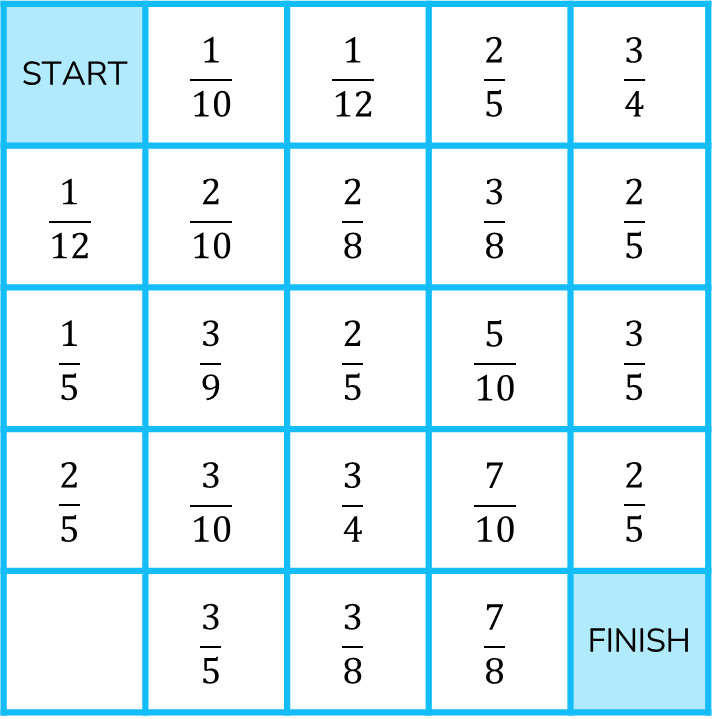 START 1/10 1/12 2/5 3/4
1/12 2/10 2/8 3/8 2/5
1/5 3/9 2/5 5/10 3/5
2/5 3/10 3/4 7/10 2/5
3/5 3/8 7/8 FINISH